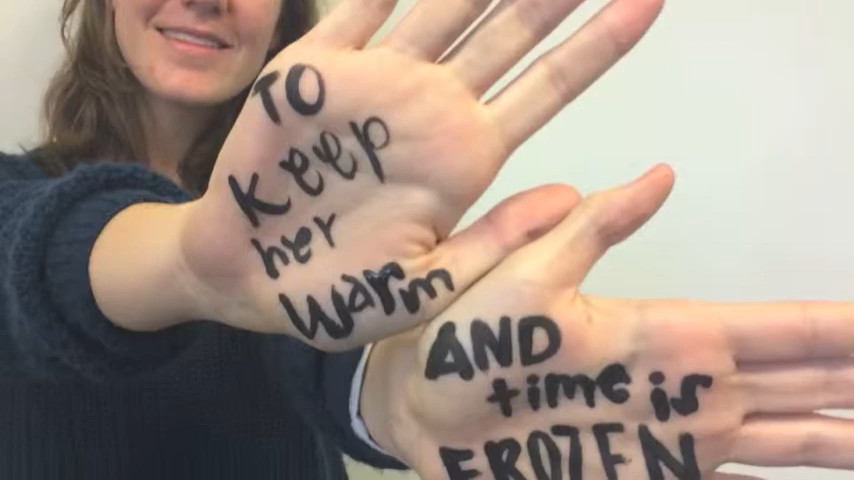 TO
keep
her
warm
AND
time is
FROZEN